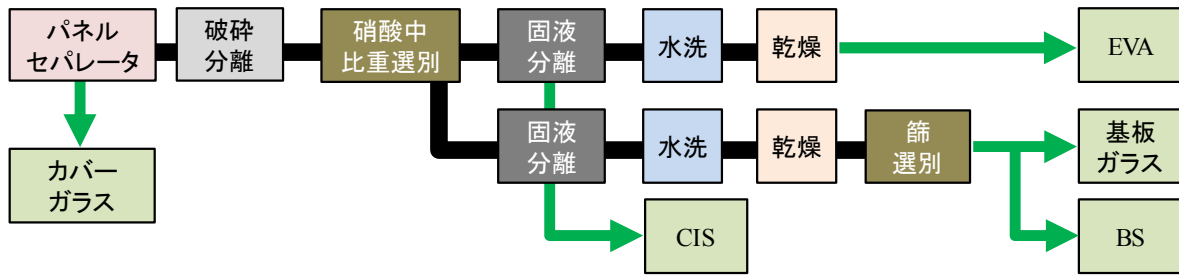 パネル
セパレータ
破砕
分離
硝酸中
比重選別
固液
分離
水洗
乾燥
EVA
カバー
ガラス
固液
分離
水洗
乾燥
篩
選別
基板
ガラス
CIS
BS